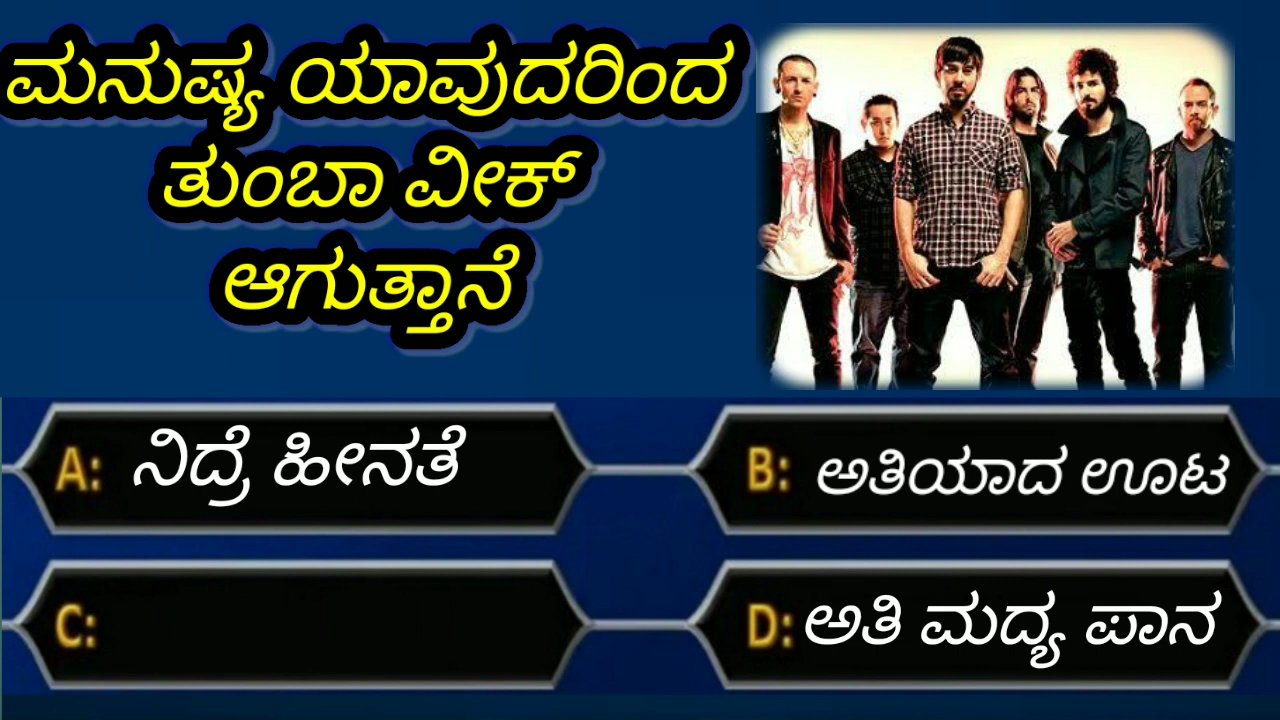 ಮನುಷ್ಯ ಯಾವುದರಿಂದ
ತುಂಬಾ ವೀಕ್
ಆಗುತ್ತಾನೆ
A: ನಿದ್ರೆ ಹೀನತೆ
B: ಅತಿಯಾದ ಊಟ
C:
D: ಅತಿ ಮದ್ಯ ಪಾನ